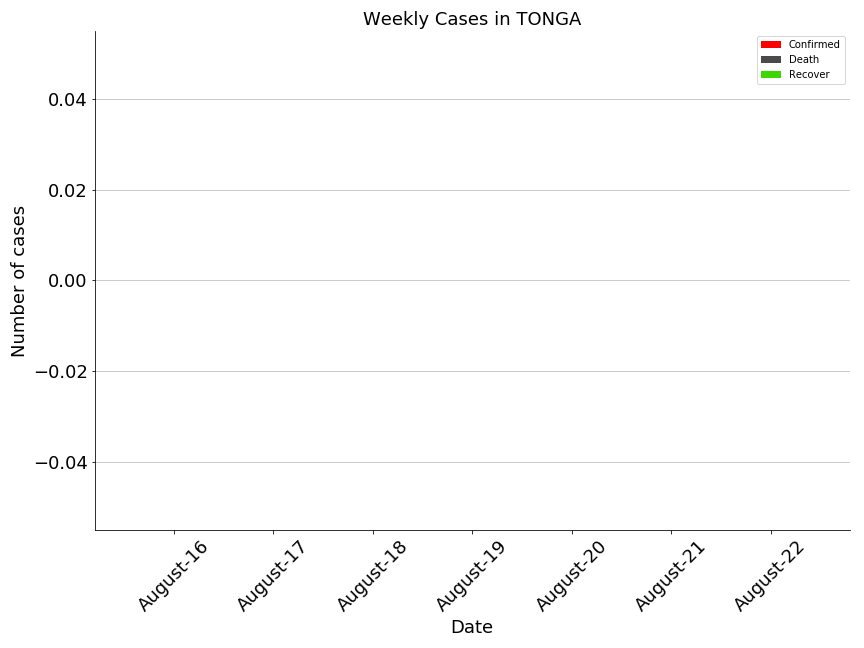 Weekly Cases in TONGA
Confirmed
Death
Recover
Number of cases
0.04
0.02
0.00
−0.02
−0.04
August-16
August-17
August-18
August-19
August-20
August-21
August-22
Date